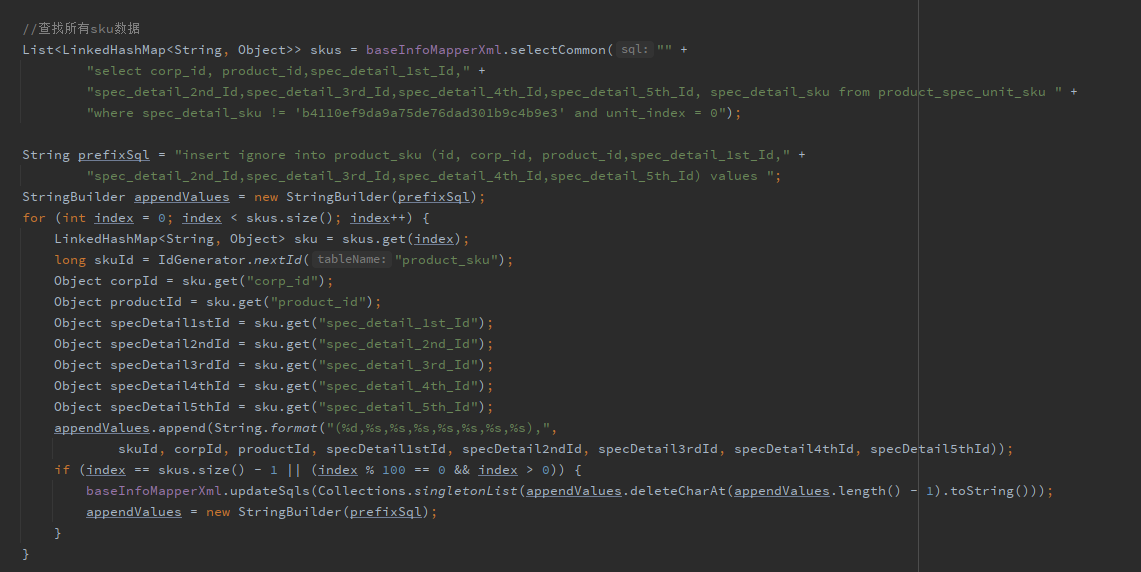 //查找所有sku数据
List<LinkedHashMap<String, Object>> skus = baseInfoMapperXml.selectCommon( sql: "" +
"select corp_id, product_id,spec_detail_1st_Id," +
"spec_detail_2nd_Id,spec_detail_3rd_Id,spec_detail_4th_Id,spec_detail_5th_Id, spec_detail_sku from product_spec_unit_sku " +
"where spec_detail_sku != 'b4110ef9da9a75de76dad301b9c4b9e3' and unit_index = 0");
String prefixSql = "insert ignore into product_sku (id, corp_id, product_id,spec_detail_1st_Id," +
"spec_detail_2nd_Id,spec_detail_3rd_Id,spec_detail_4th_Id,spec_detail_5th_Id) values ";
StringBuilder appendValues = new StringBuilder(prefixSql);
for (int index = 0; index < skus.size(); index++) {
LinkedHashMap<String, Object> sku = skus.get(index);
long skuId = IdGenerator.nextId( tableName: "product_sku");
Object corpId = sku.get("corp_id");
Object productId = sku.get("product_id");
Object specDetail1stId = sku.get("spec_detail_1st_Id");
Object specDetail2ndId = sku.get("spec_detail_2nd_Id");
Object specDetail3rdId = sku.get("spec_detail_3rd_Id");
Object specDetail4thId = sku.get("spec_detail_4th_Id");
Object specDetail5thId = sku.get("spec_detail_5th_Id");
appendValues.append(String.format("(%d,%s,%s,%s,%s,%s,%s,%s),",
skuId, corpId, productId, specDetail1stId, specDetail2ndId, specDetail3rdId, specDetail4thId, specDetail5thId));
if (index == skus.size() - 1 || (index % 100 == 0 && index > 0)) {
baseInfoMapperXml.updateSqls(Collections.singletonList(appendValues.deleteCharAt(appendValues.length() - 1).toString()));
appendValues = new StringBuilder(prefixSql);
}
}